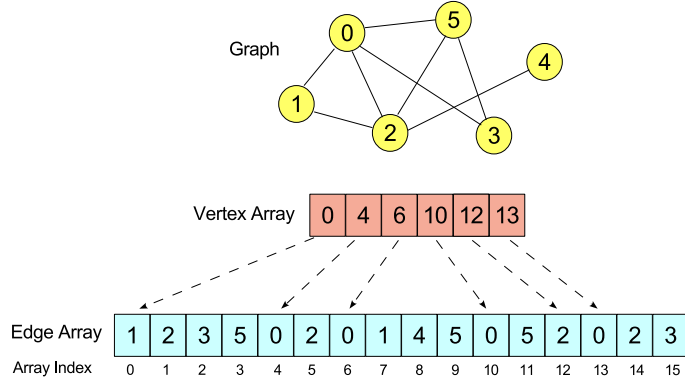 0 5
Graph
4
1
2 3
Vertex Array 0 4 6 10 12 13
Edge Array 1 2 3 5 0 2 0 1 4 5 0 5 2 0 2 3
Array Index 0 1 2 3 4 5 6 7 8 9 10 11 12 13 14 15